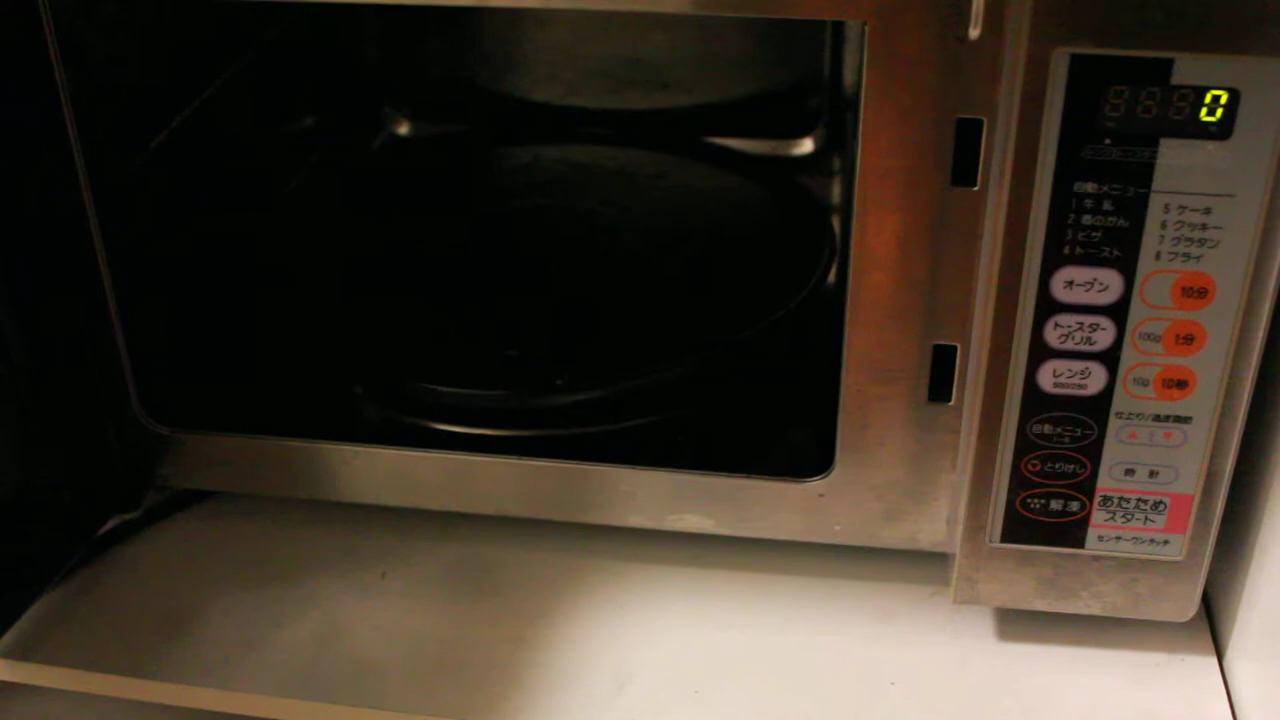 0
自動メニュー
1 牛乳
2 酒のかん
3 ピザ
4 トースト
5 ケーキ
6 クッキー
7 グラタン
8 フライ
オーブン
10分
トースター
グリル
100g 1分
レンジ
500/250
10g 10秒
仕上り/温度調節
自動メニュー
1~8
とりけし
時計
解凍
あたため
スタート
センサーワンタッチ